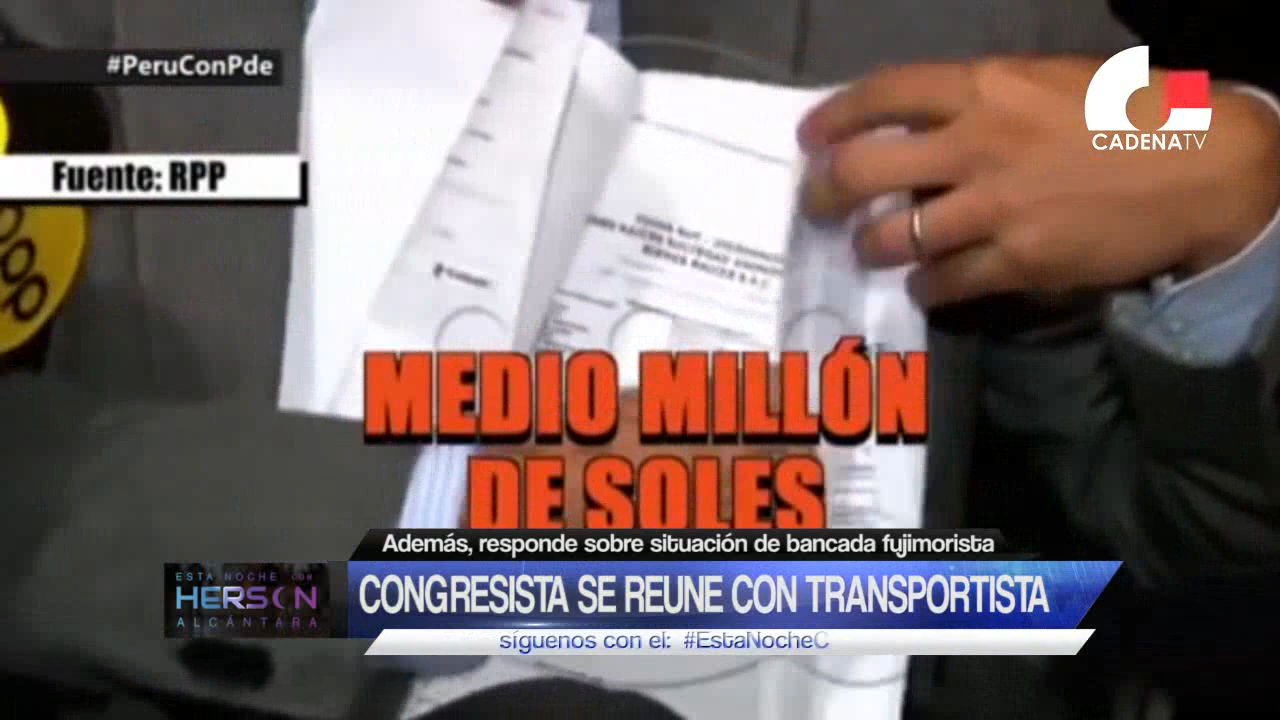 #PeruConPde
CADENATV
Fuente: RPP
pp
MEDIO MILLÓN
DE SOLES
Además, responde sobre situación de bancada fujimorista
ESTA NOCHE CON
HERSON
ALCÁNTARA
CONGRESISTA SE REUNE CON TRANSPORTISTA
síguenos con el: #EstaNocheC